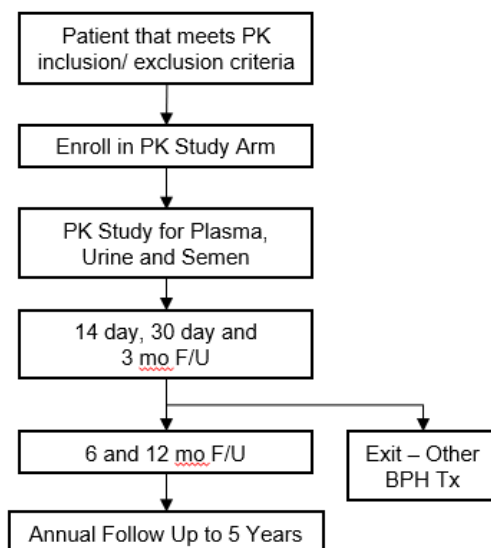 Patient that meets PK
inclusion/ exclusion criteria
Enroll in PK Study Arm
PK Study for Plasma,
Urine and Semen
14 day, 30 day and
3 mo F/U
6 and 12 mo F/U
Exit – Other
BPH Tx
Annual Follow Up to 5 Years